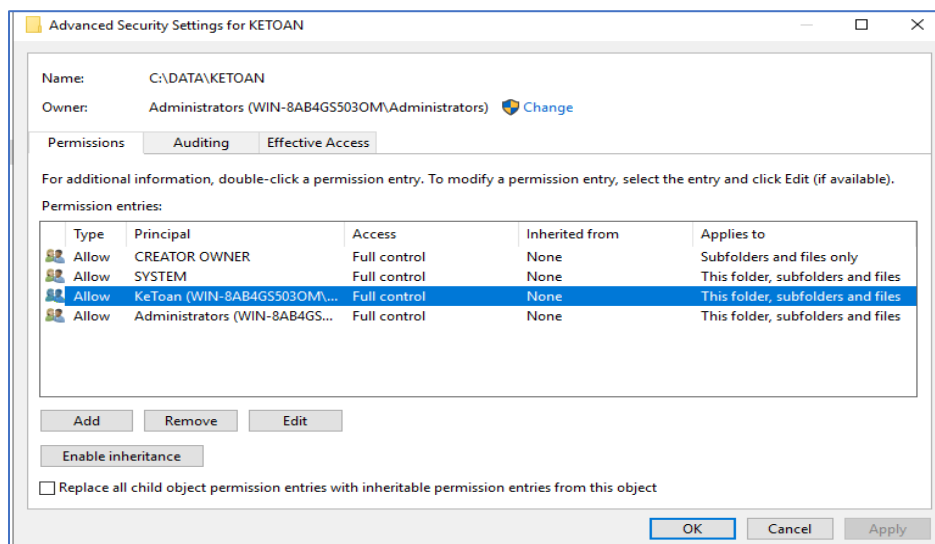 Advanced Security Settings for KETOAN
Name: C:\DATA\KETOAN
Owner: Administrators (WIN-8AB4GS503OM\Administrators) Change
Permissions Auditing Effective Access
For additional information, double-click a permission entry. To modify a permission entry, select the entry and click Edit (if available).
Permission entries:
Type Principal Access Inherited from Applies to
Allow CREATOR OWNER Full control None Subfolders and files only
Allow SYSTEM Full control None This folder, subfolders and files
Allow KeToan (WIN-8AB4GS503OM\... Full control None This folder, subfolders and files
Allow Administrators (WIN-8AB4GS... Full control None This folder, subfolders and files
Add Remove Edit
Enable inheritance
Replace all child object permission entries with inheritable permission entries from this object
OK Cancel Apply